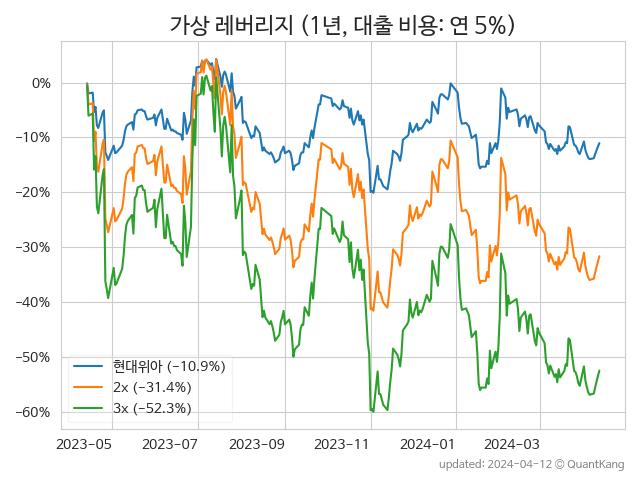 가상 레버리지 (1년, 대출 비용: 연 5%)
0%
−10%
−20%
−30%
−40%
−50%
−60%
현대위아 (−10.9%)
2x (−31.4%)
3x (−52.3%)
2023-05 2023-07 2023-09 2023-11 2024-01 2024-03
updated: 2024-04-12 © QuantKang